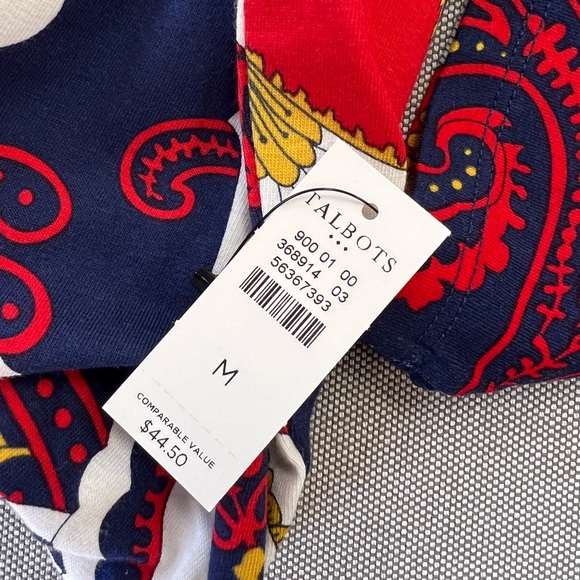 TALBOTS
900 01 00
368914 03
56367393
M
COMPARABLE VALUE
$44.50